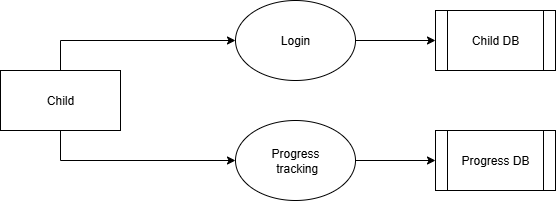 Login
Child DB
Child
Progress
tracking
Progress DB